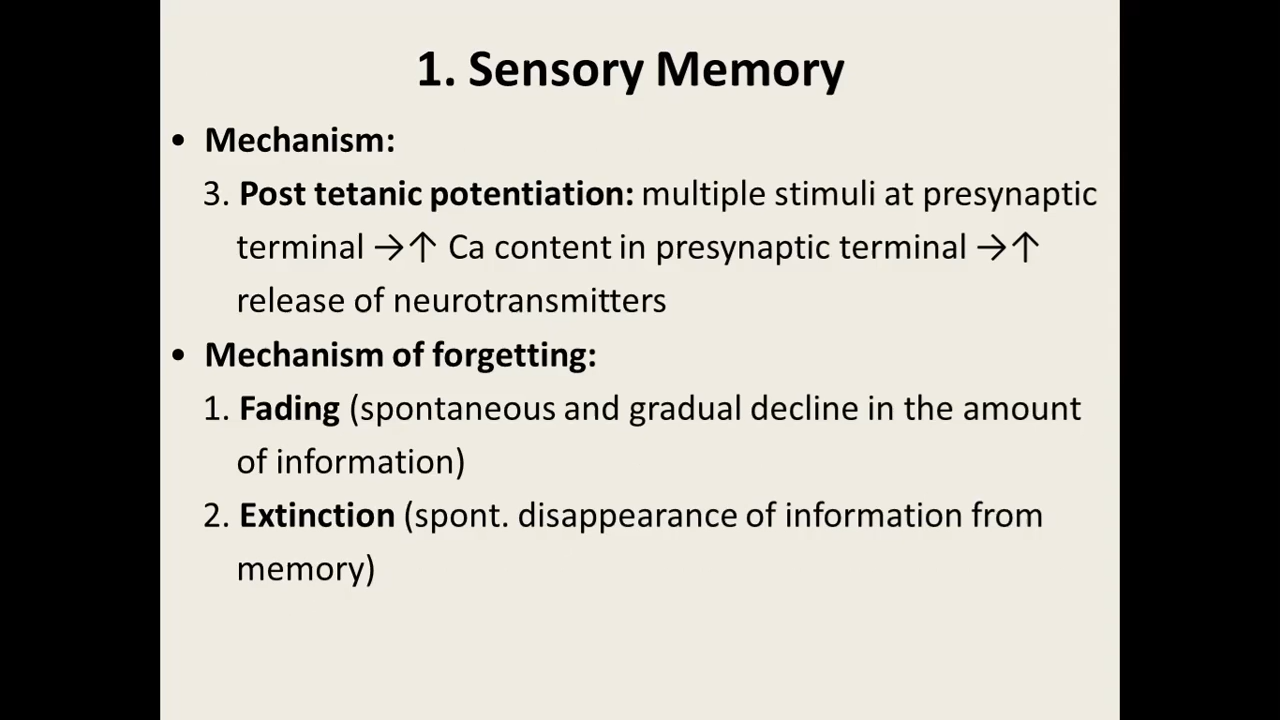 1. Sensory Memory
• Mechanism:
3. Post tetanic potentiation: multiple stimuli at presynaptic
terminal →↑ Ca content in presynaptic terminal →↑
release of neurotransmitters
• Mechanism of forgetting:
1. Fading (spontaneous and gradual decline in the amount
of information)
2. Extinction (spont. disappearance of information from
memory)